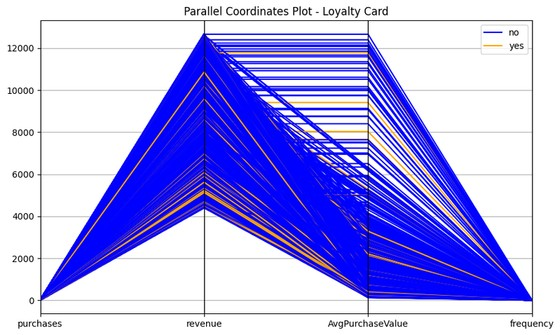 Parallel Coordinates Plot - Loyalty Card
no
yes
12000
10000
8000
6000
4000
2000
0
purchases revenue AvgPurchaseValue frequency